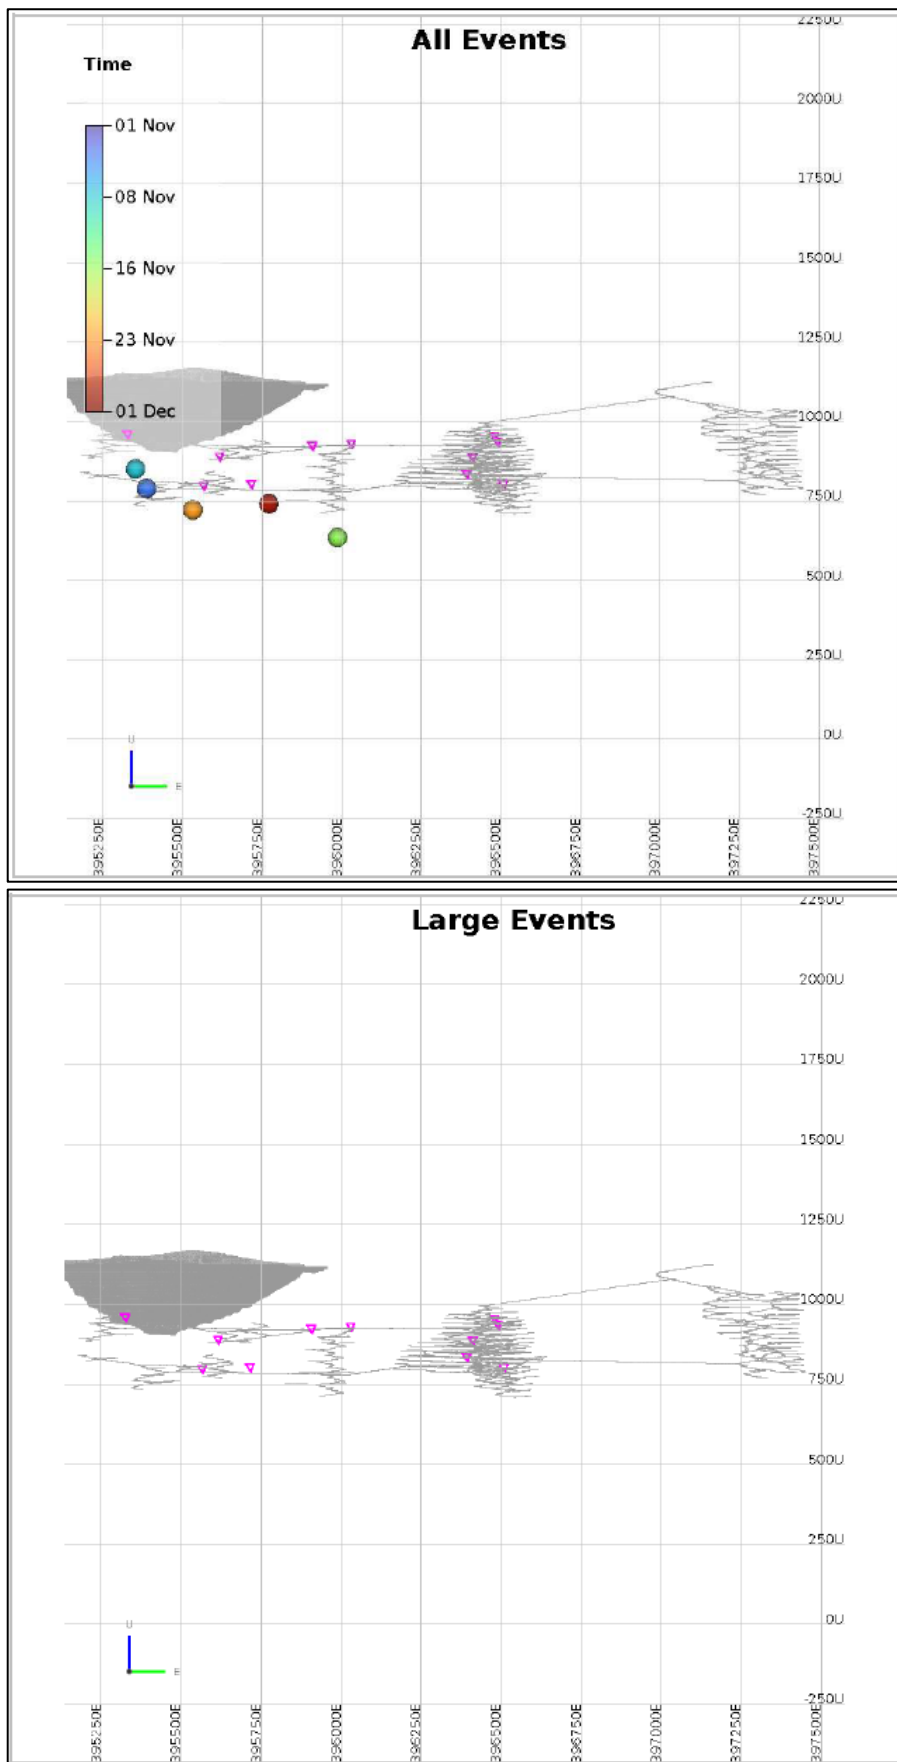 All Events
Time
01 Nov
08 Nov
16 Nov
23 Nov
01 Dec
2250U
2000U
1750U
1500U
1250U
1000U
750U
500U
250U
0U
-250U
U
E
395250E
395500E
395750E
396000E
396250E
396500E
396750E
397000E
397250E
397500E
Large Events
2250U
2000U
1750U
1500U
1250U
1000U
750U
500U
250U
0U
-250U
U
E
395250E
395500E
395750E
396000E
396250E
396500E
396750E
397000E
397250E
397500E